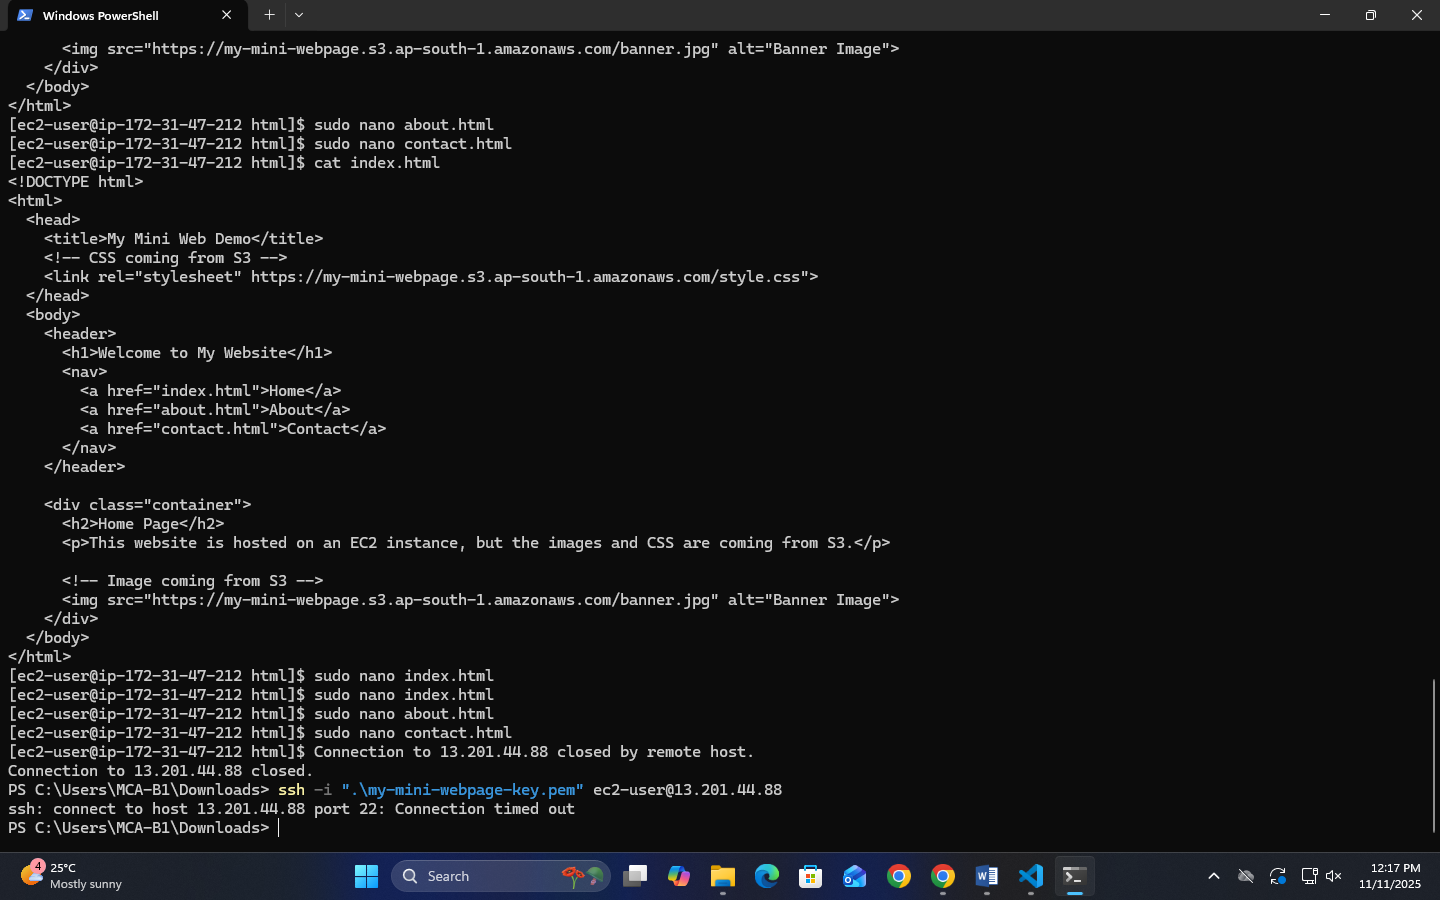 Windows PowerShell
      <img src="https://my-mini-webpage.s3.ap-south-1.amazonaws.com/banner.jpg" alt="Banner Image">
    </div>
  </body>
</html>
[ec2-user@ip-172-31-47-212 html]$ sudo nano about.html
[ec2-user@ip-172-31-47-212 html]$ sudo nano contact.html
[ec2-user@ip-172-31-47-212 html]$ cat index.html
<!DOCTYPE html>
<html>
  <head>
    <title>My Mini Web Demo</title>
    <!-- CSS coming from S3 -->
    <link rel="stylesheet" https://my-mini-webpage.s3.ap-south-1.amazonaws.com/style.css">
  </head>
  <body>
    <header>
      <h1>Welcome to My Website</h1>
      <nav>
        <a href="index.html">Home</a>
        <a href="about.html">About</a>
        <a href="contact.html">Contact</a>
      </nav>
    </header>

    <div class="container">
      <h2>Home Page</h2>
      <p>This website is hosted on an EC2 instance, but the images and CSS are coming from S3.</p>

      <!-- Image coming from S3 -->
      <img src="https://my-mini-webpage.s3.ap-south-1.amazonaws.com/banner.jpg" alt="Banner Image">
    </div>
  </body>
</html>
[ec2-user@ip-172-31-47-212 html]$ sudo nano index.html
[ec2-user@ip-172-31-47-212 html]$ sudo nano index.html
[ec2-user@ip-172-31-47-212 html]$ sudo nano about.html
[ec2-user@ip-172-31-47-212 html]$ sudo nano contact.html
[ec2-user@ip-172-31-47-212 html]$ Connection to 13.201.44.88 closed by remote host.
Connection to 13.201.44.88 closed.
PS C:\Users\MCA-B1\Downloads> ssh -i ".\my-mini-webpage-key.pem" ec2-user@13.201.44.88
ssh: connect to host 13.201.44.88 port 22: Connection timed out
PS C:\Users\MCA-B1\Downloads>
4
25°C
Mostly sunny
Search
12:17 PM
11/11/2025